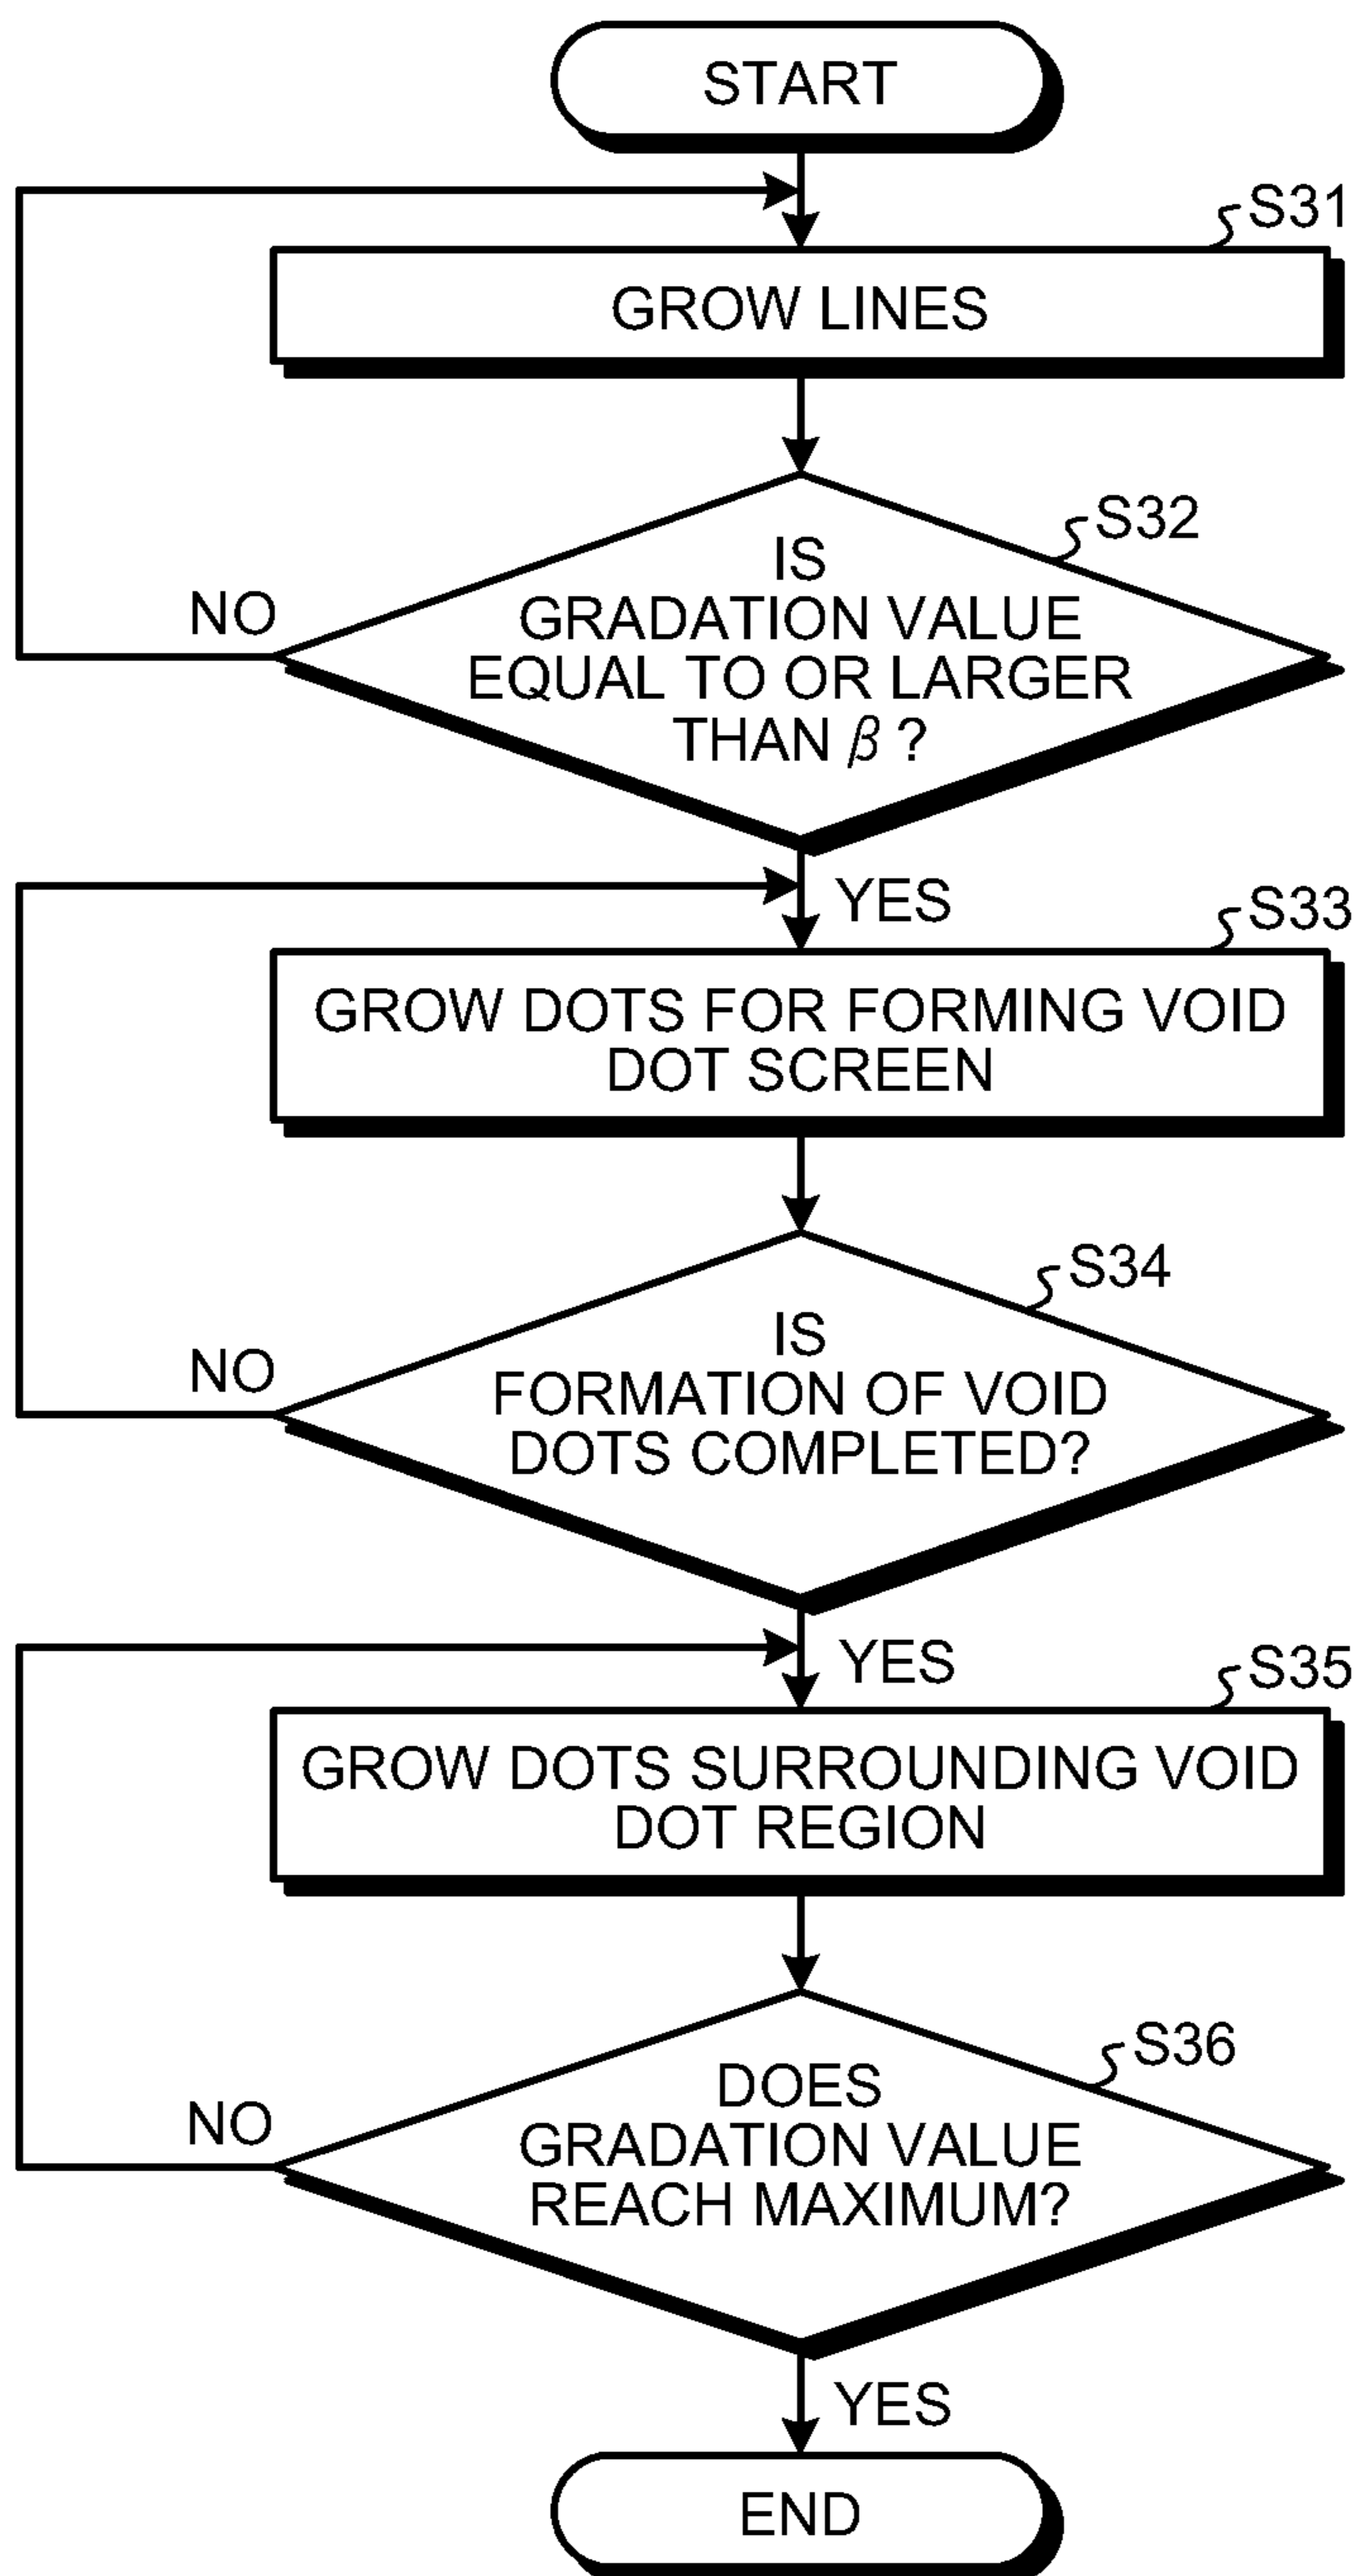 START
S31
GROW LINES
S32
IS
GRADATION VALUE
EQUAL TO OR LARGER
THAN β ?
NO
YES
S33
GROW DOTS FOR FORMING VOID
DOT SCREEN
S34
IS
FORMATION OF VOID
DOTS COMPLETED?
NO
YES
S35
GROW DOTS SURROUNDING VOID
DOT REGION
S36
DOES
GRADATION VALUE
REACH MAXIMUM?
NO
YES
END